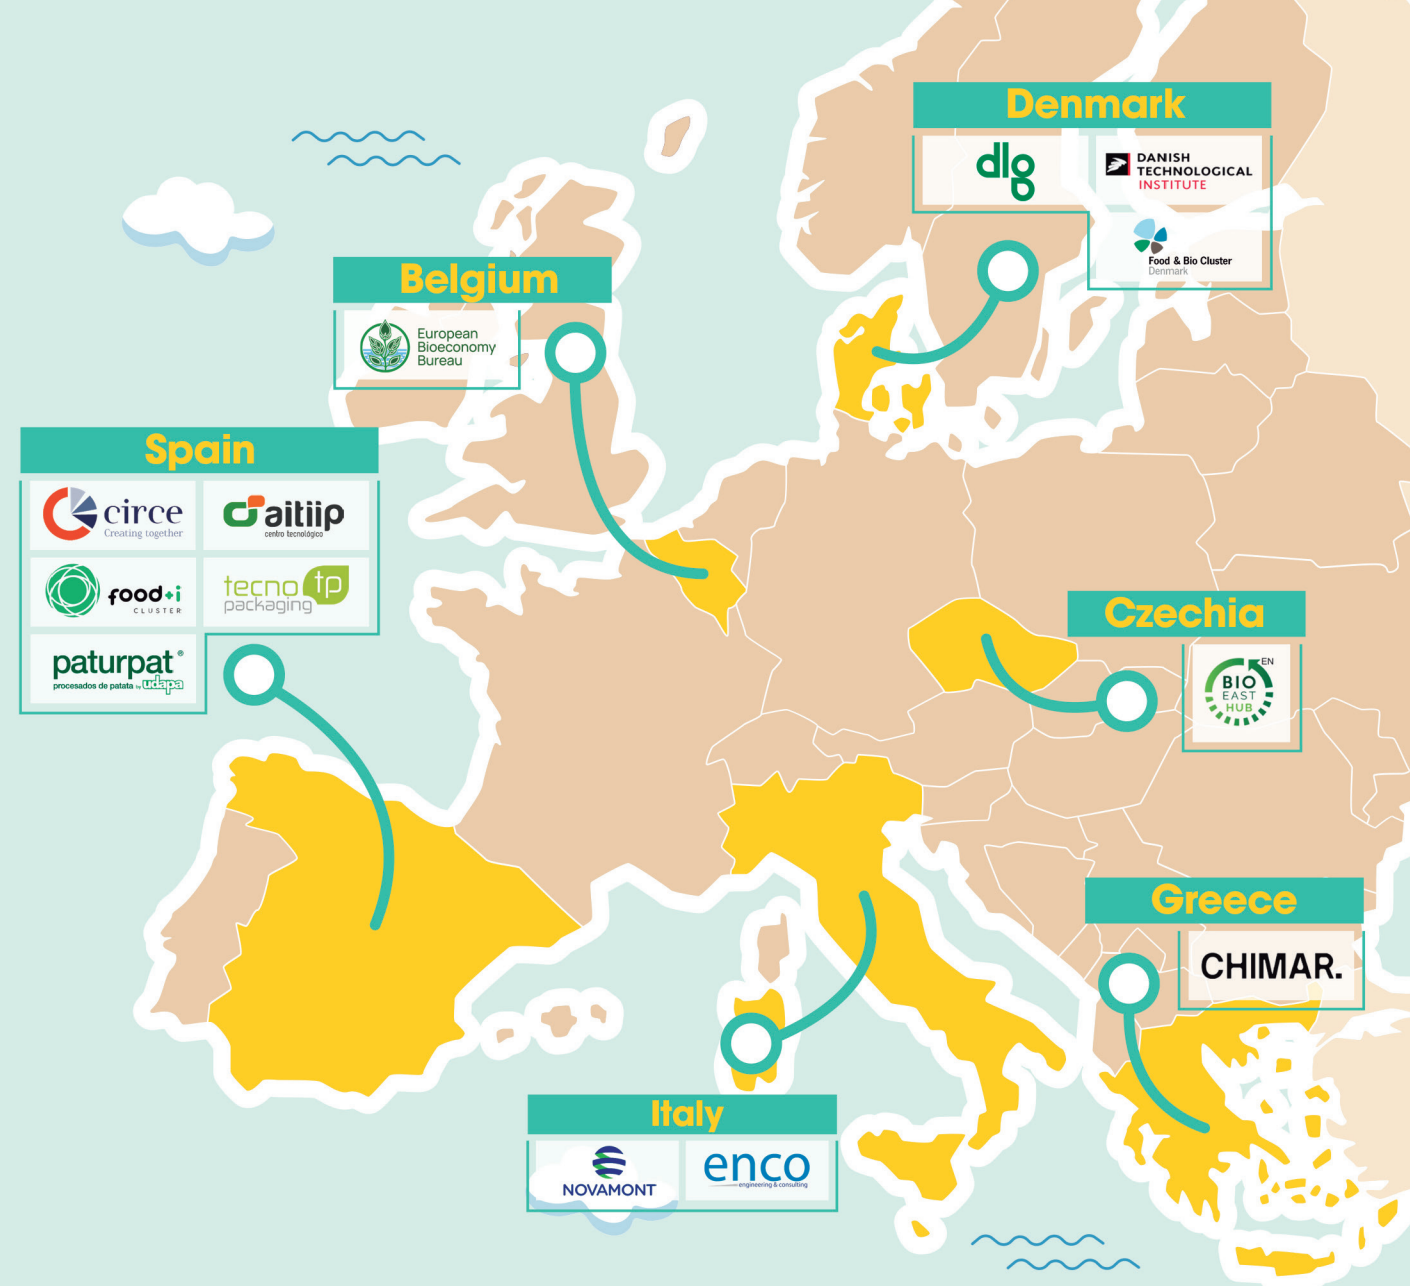 Denmark
dlg
DANISH
TECHNOLOGICAL
INSTITUTE
Food & Bio Cluster
Denmark
Belgium
European
Bioeconomy
Bureau
Spain
circe
Creating together
aitiip
centro tecnológico
food+i
CLUSTER
tecno tp
packaging
paturpat®
procesados de patata by udapa
Czechia
EN
BIO
EAST
HUB
Greece
CHIMAR.
Italy
NOVAMONT
enco
engineering & consulting